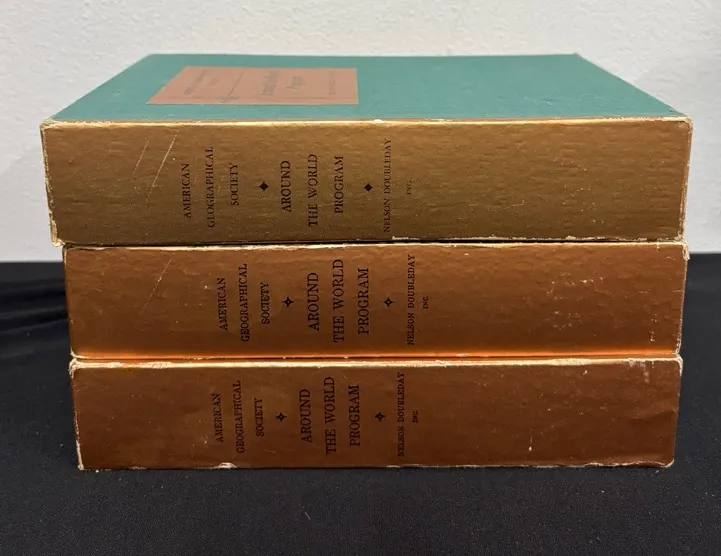 AMERICAN
GEOGRAPHICAL
SOCIETY
AROUND
THE WORLD
PROGRAM
NELSON DOUBLEDAY
INC.
AMERICAN
GEOGRAPHICAL
SOCIETY
AROUND
THE WORLD
PROGRAM
NELSON DOUBLEDAY
INC.
AMERICAN
GEOGRAPHICAL
SOCIETY
AROUND
THE WORLD
PROGRAM
NELSON DOUBLEDAY
INC.